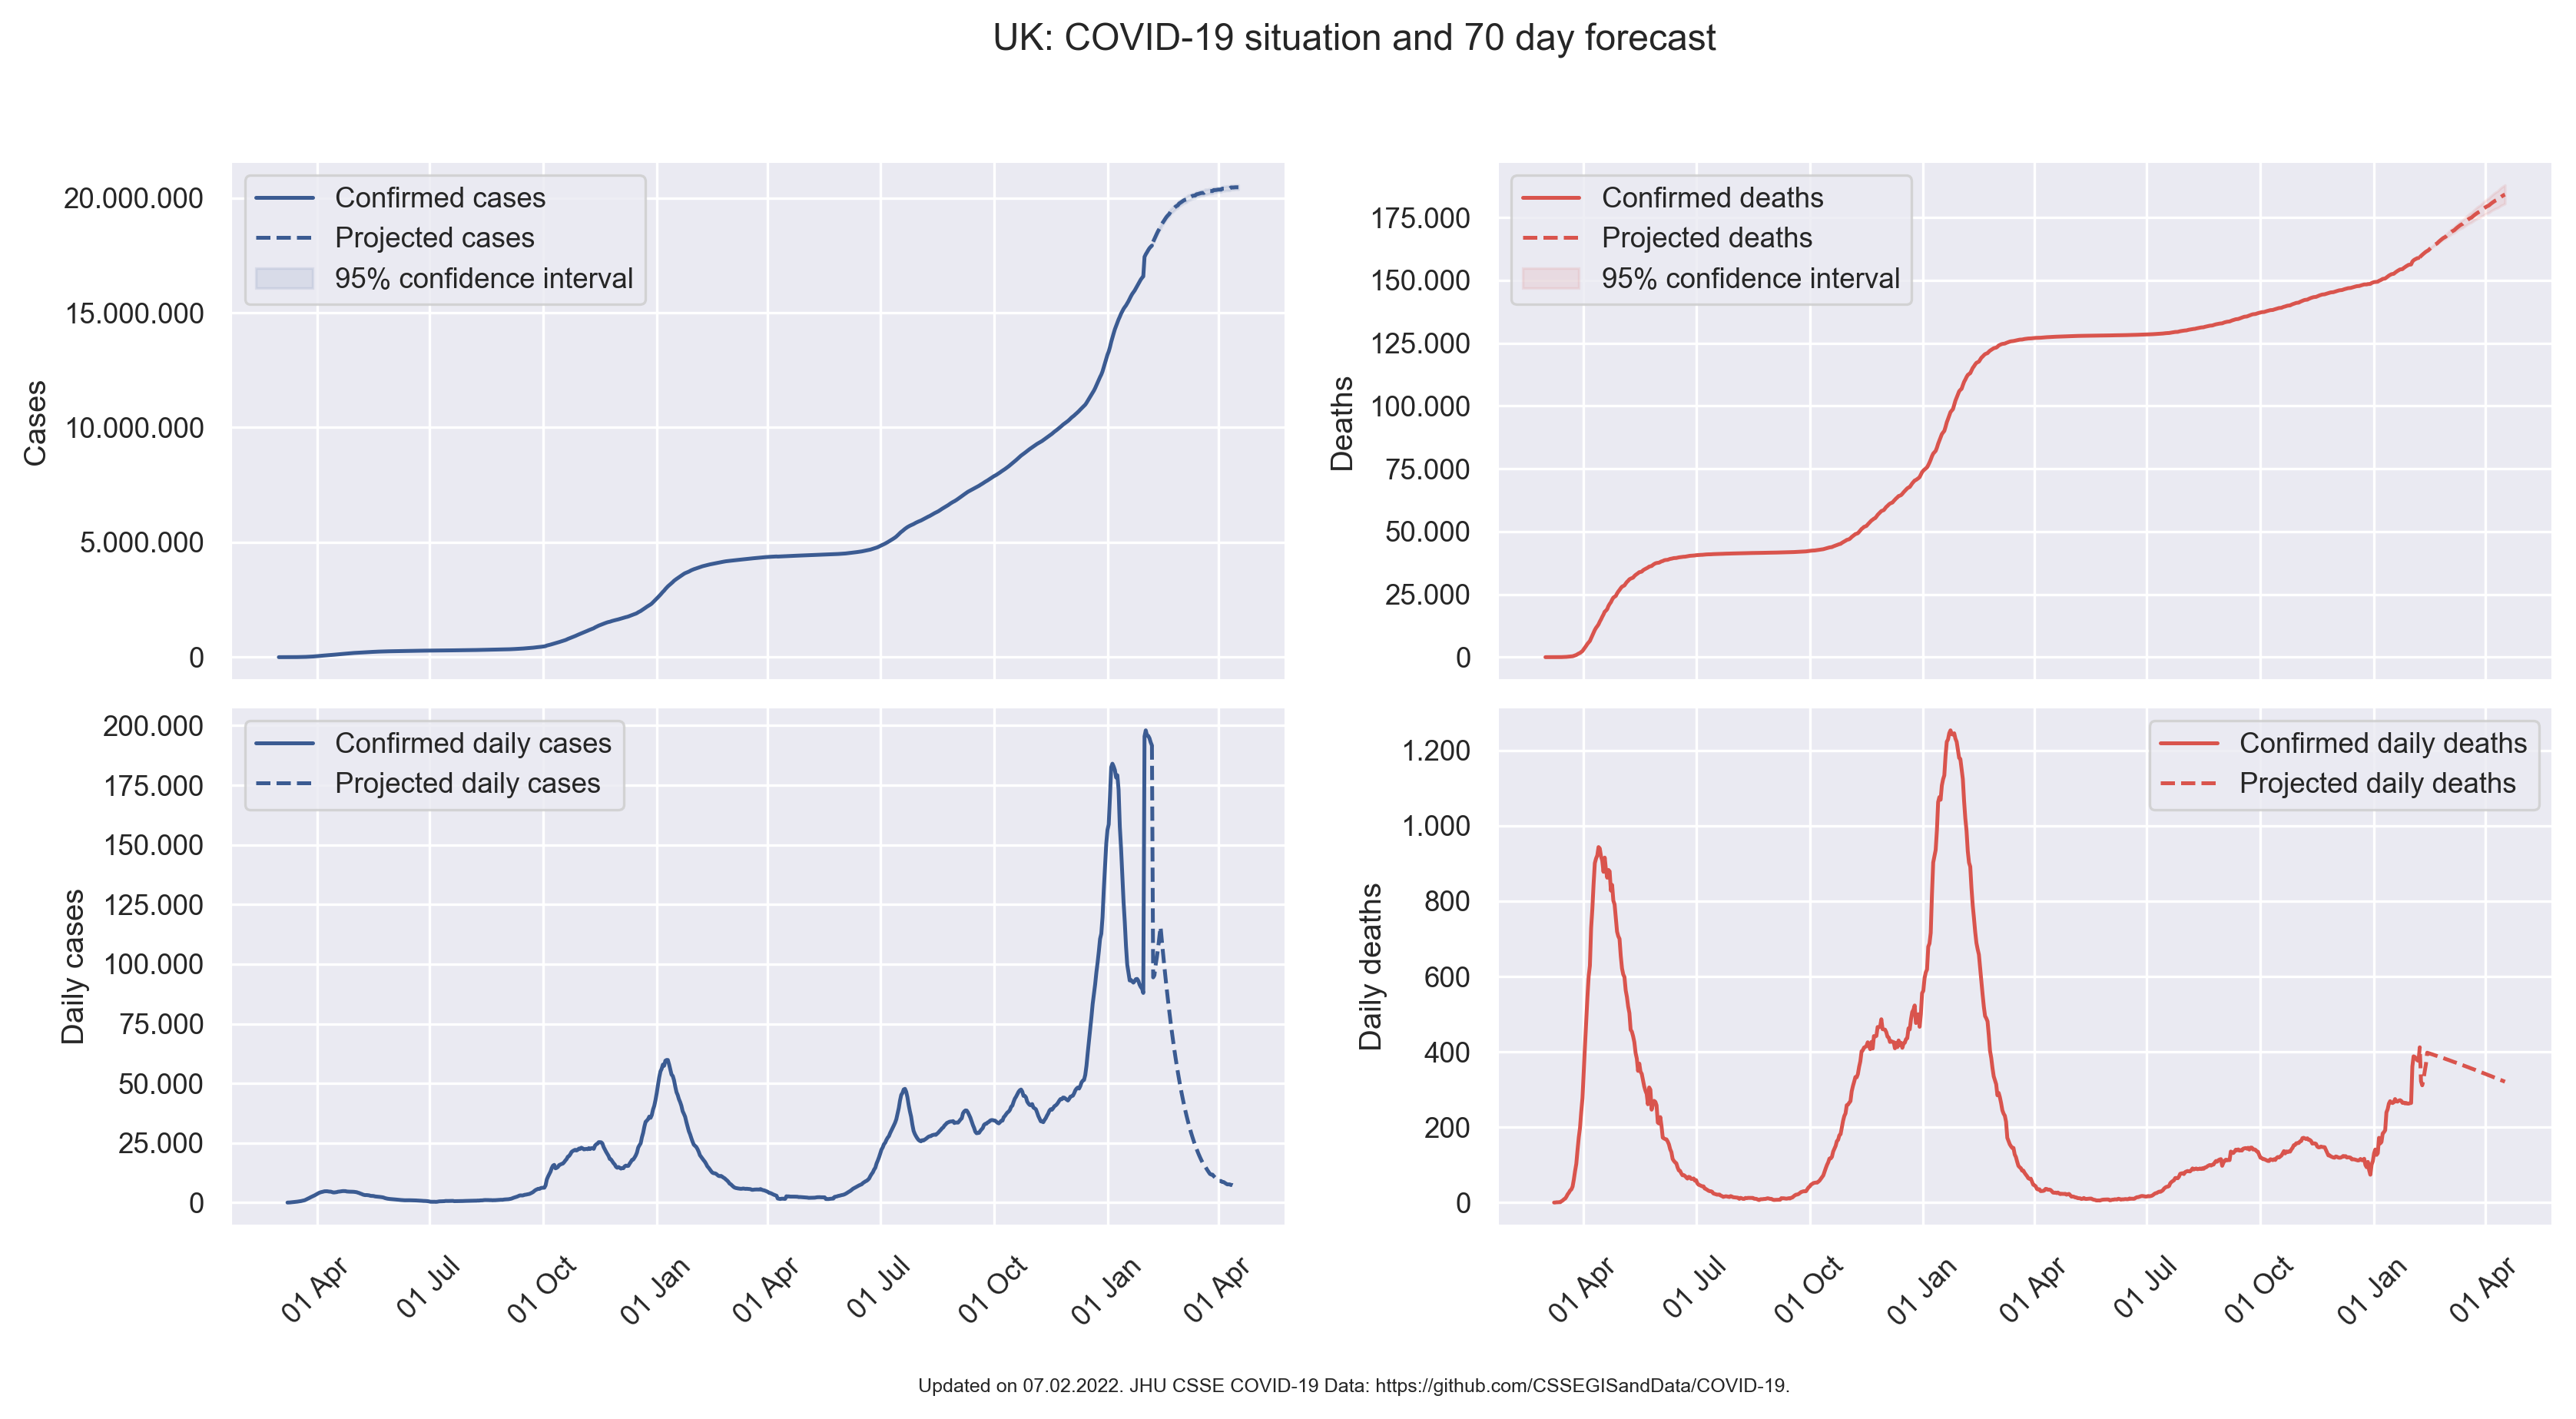 UK: COVID-19 situation and 70 day forecast
Cases
20.000.000
15.000.000
10.000.000
5.000.000
0
Confirmed cases
Projected cases
95% confidence interval
Deaths
175.000
150.000
125.000
100.000
75.000
50.000
25.000
0
Confirmed deaths
Projected deaths
95% confidence interval
Daily cases
200.000
175.000
150.000
125.000
100.000
75.000
50.000
25.000
0
Confirmed daily cases
Projected daily cases
01 Apr
01 Jul
01 Oct
01 Jan
01 Apr
01 Jul
01 Oct
01 Jan
01 Apr
Daily deaths
1.200
1.000
800
600
400
200
0
Confirmed daily deaths
Projected daily deaths
01 Apr
01 Jul
01 Oct
01 Jan
01 Apr
01 Jul
01 Oct
01 Jan
01 Apr
Updated on 07.02.2022. JHU CSSE COVID-19 Data: https://github.com/CSSEGISandData/COVID-19.